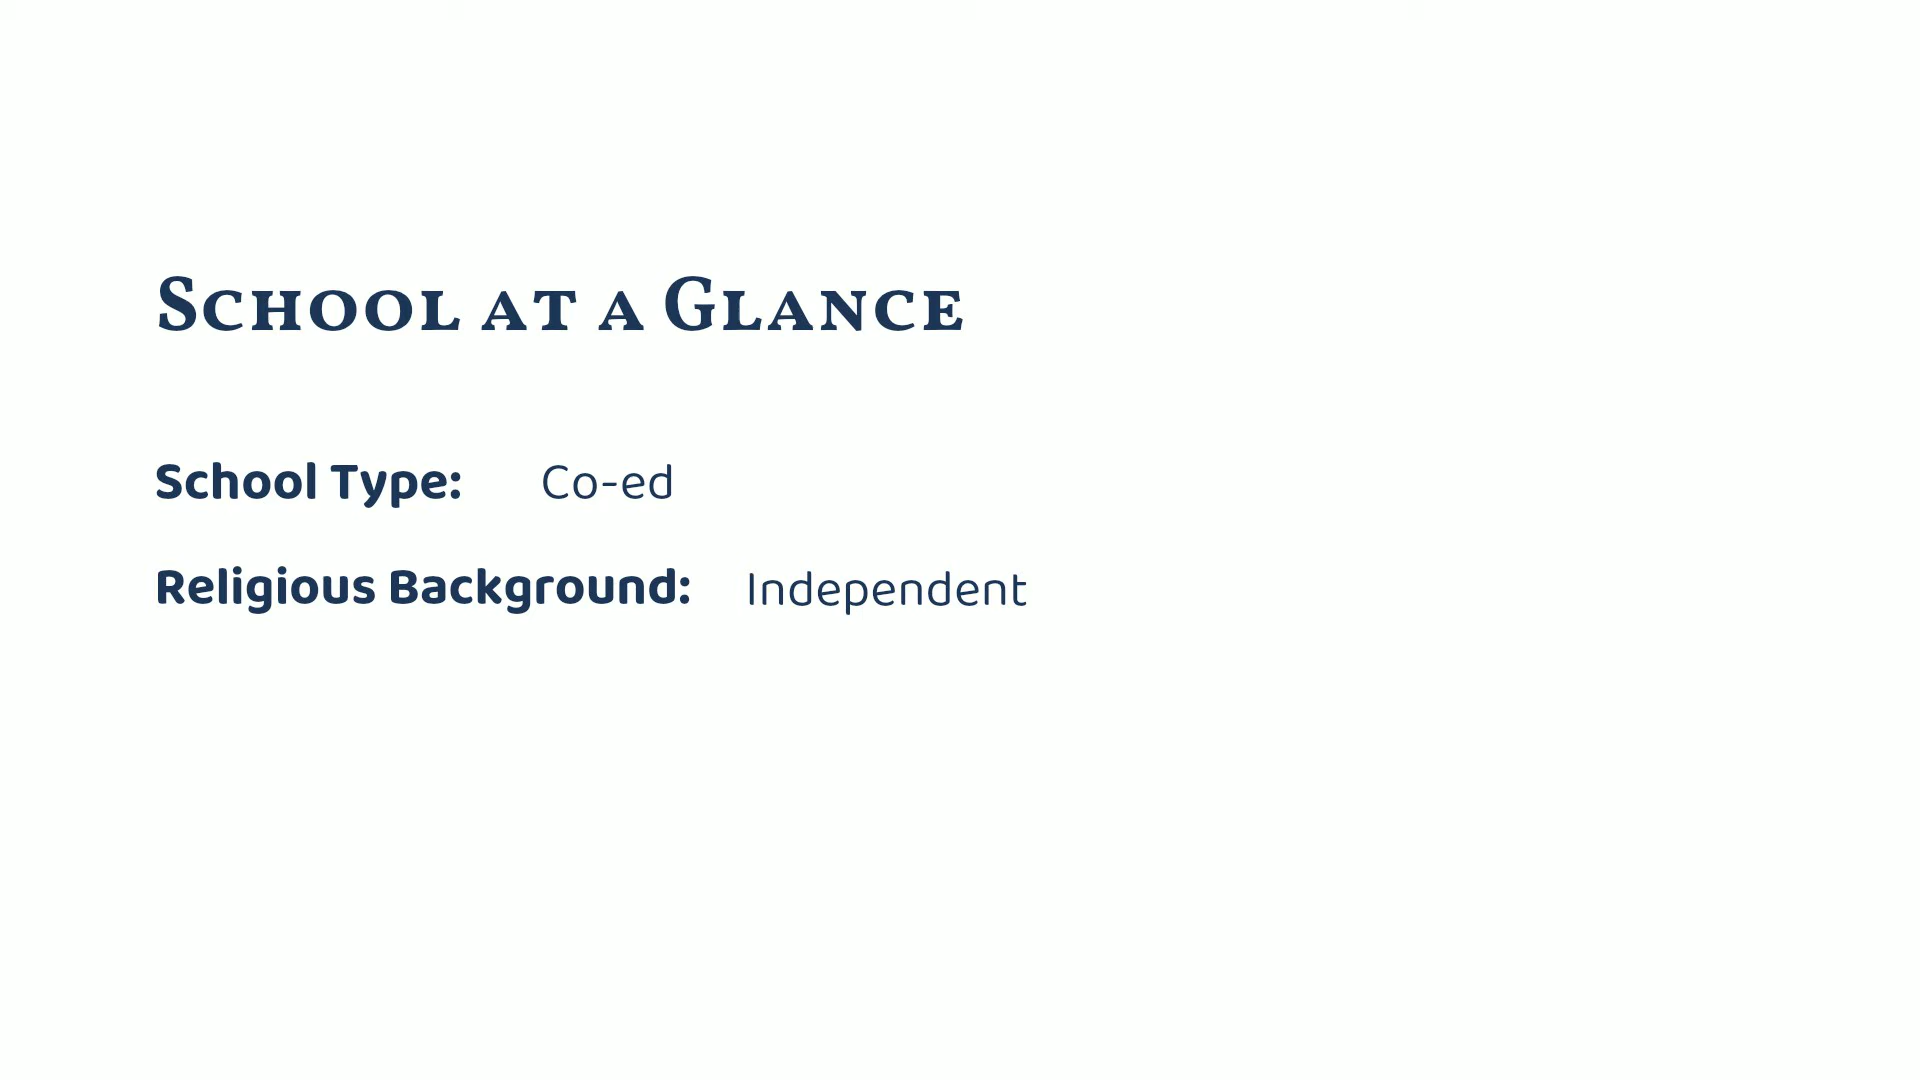 School at a Glance
School Type: Co-ed
Religious Background: Independent